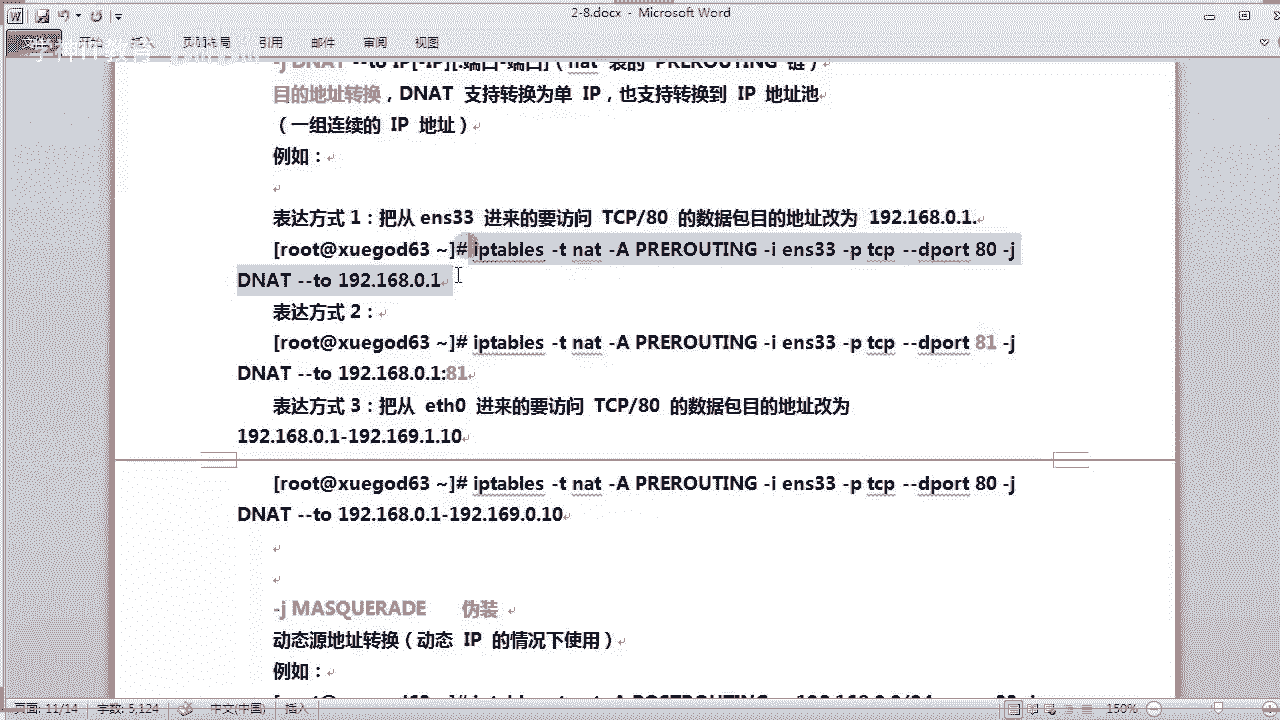 2-8.docx - Microsoft Word
页面布局 引用 邮件 审阅 视图
-j DNAT --to IP[-IP][:端口-端口]（nat 表的 PREROUTING 链）
目的地址转换，DNAT 支持转换为单 IP，也支持转换到 IP 地址池
（一组连续的 IP 地址）
例如：
表达方式 1：把从 ens33 进来的要访问 TCP/80 的数据包目的地址改为 192.168.0.1.
[root@xuegod63 ~]# iptables -t nat -A PREROUTING -i ens33 -p tcp --dport 80 -j
DNAT --to 192.168.0.1
表达方式 2：
[root@xuegod63 ~]# iptables -t nat -A PREROUTING -i ens33 -p tcp --dport 81 -j
DNAT --to 192.168.0.1:81
表达方式 3：把从 eth0 进来的要访问 TCP/80 的数据包目的地址改为
192.168.0.1-192.169.1.10
[root@xuegod63 ~]# iptables -t nat -A PREROUTING -i ens33 -p tcp --dport 80 -j
DNAT --to 192.168.0.1-192.169.0.10
-j MASQUERADE 伪装
动态源地址转换（动态 IP 的情况下使用）
例如：
[root@xuegod63 ~]# iptables -t nat -A POSTROUTING -s 192.168.0.0/24
页面: 11/14 字数: 5,124 中文(中国) 插入 150%